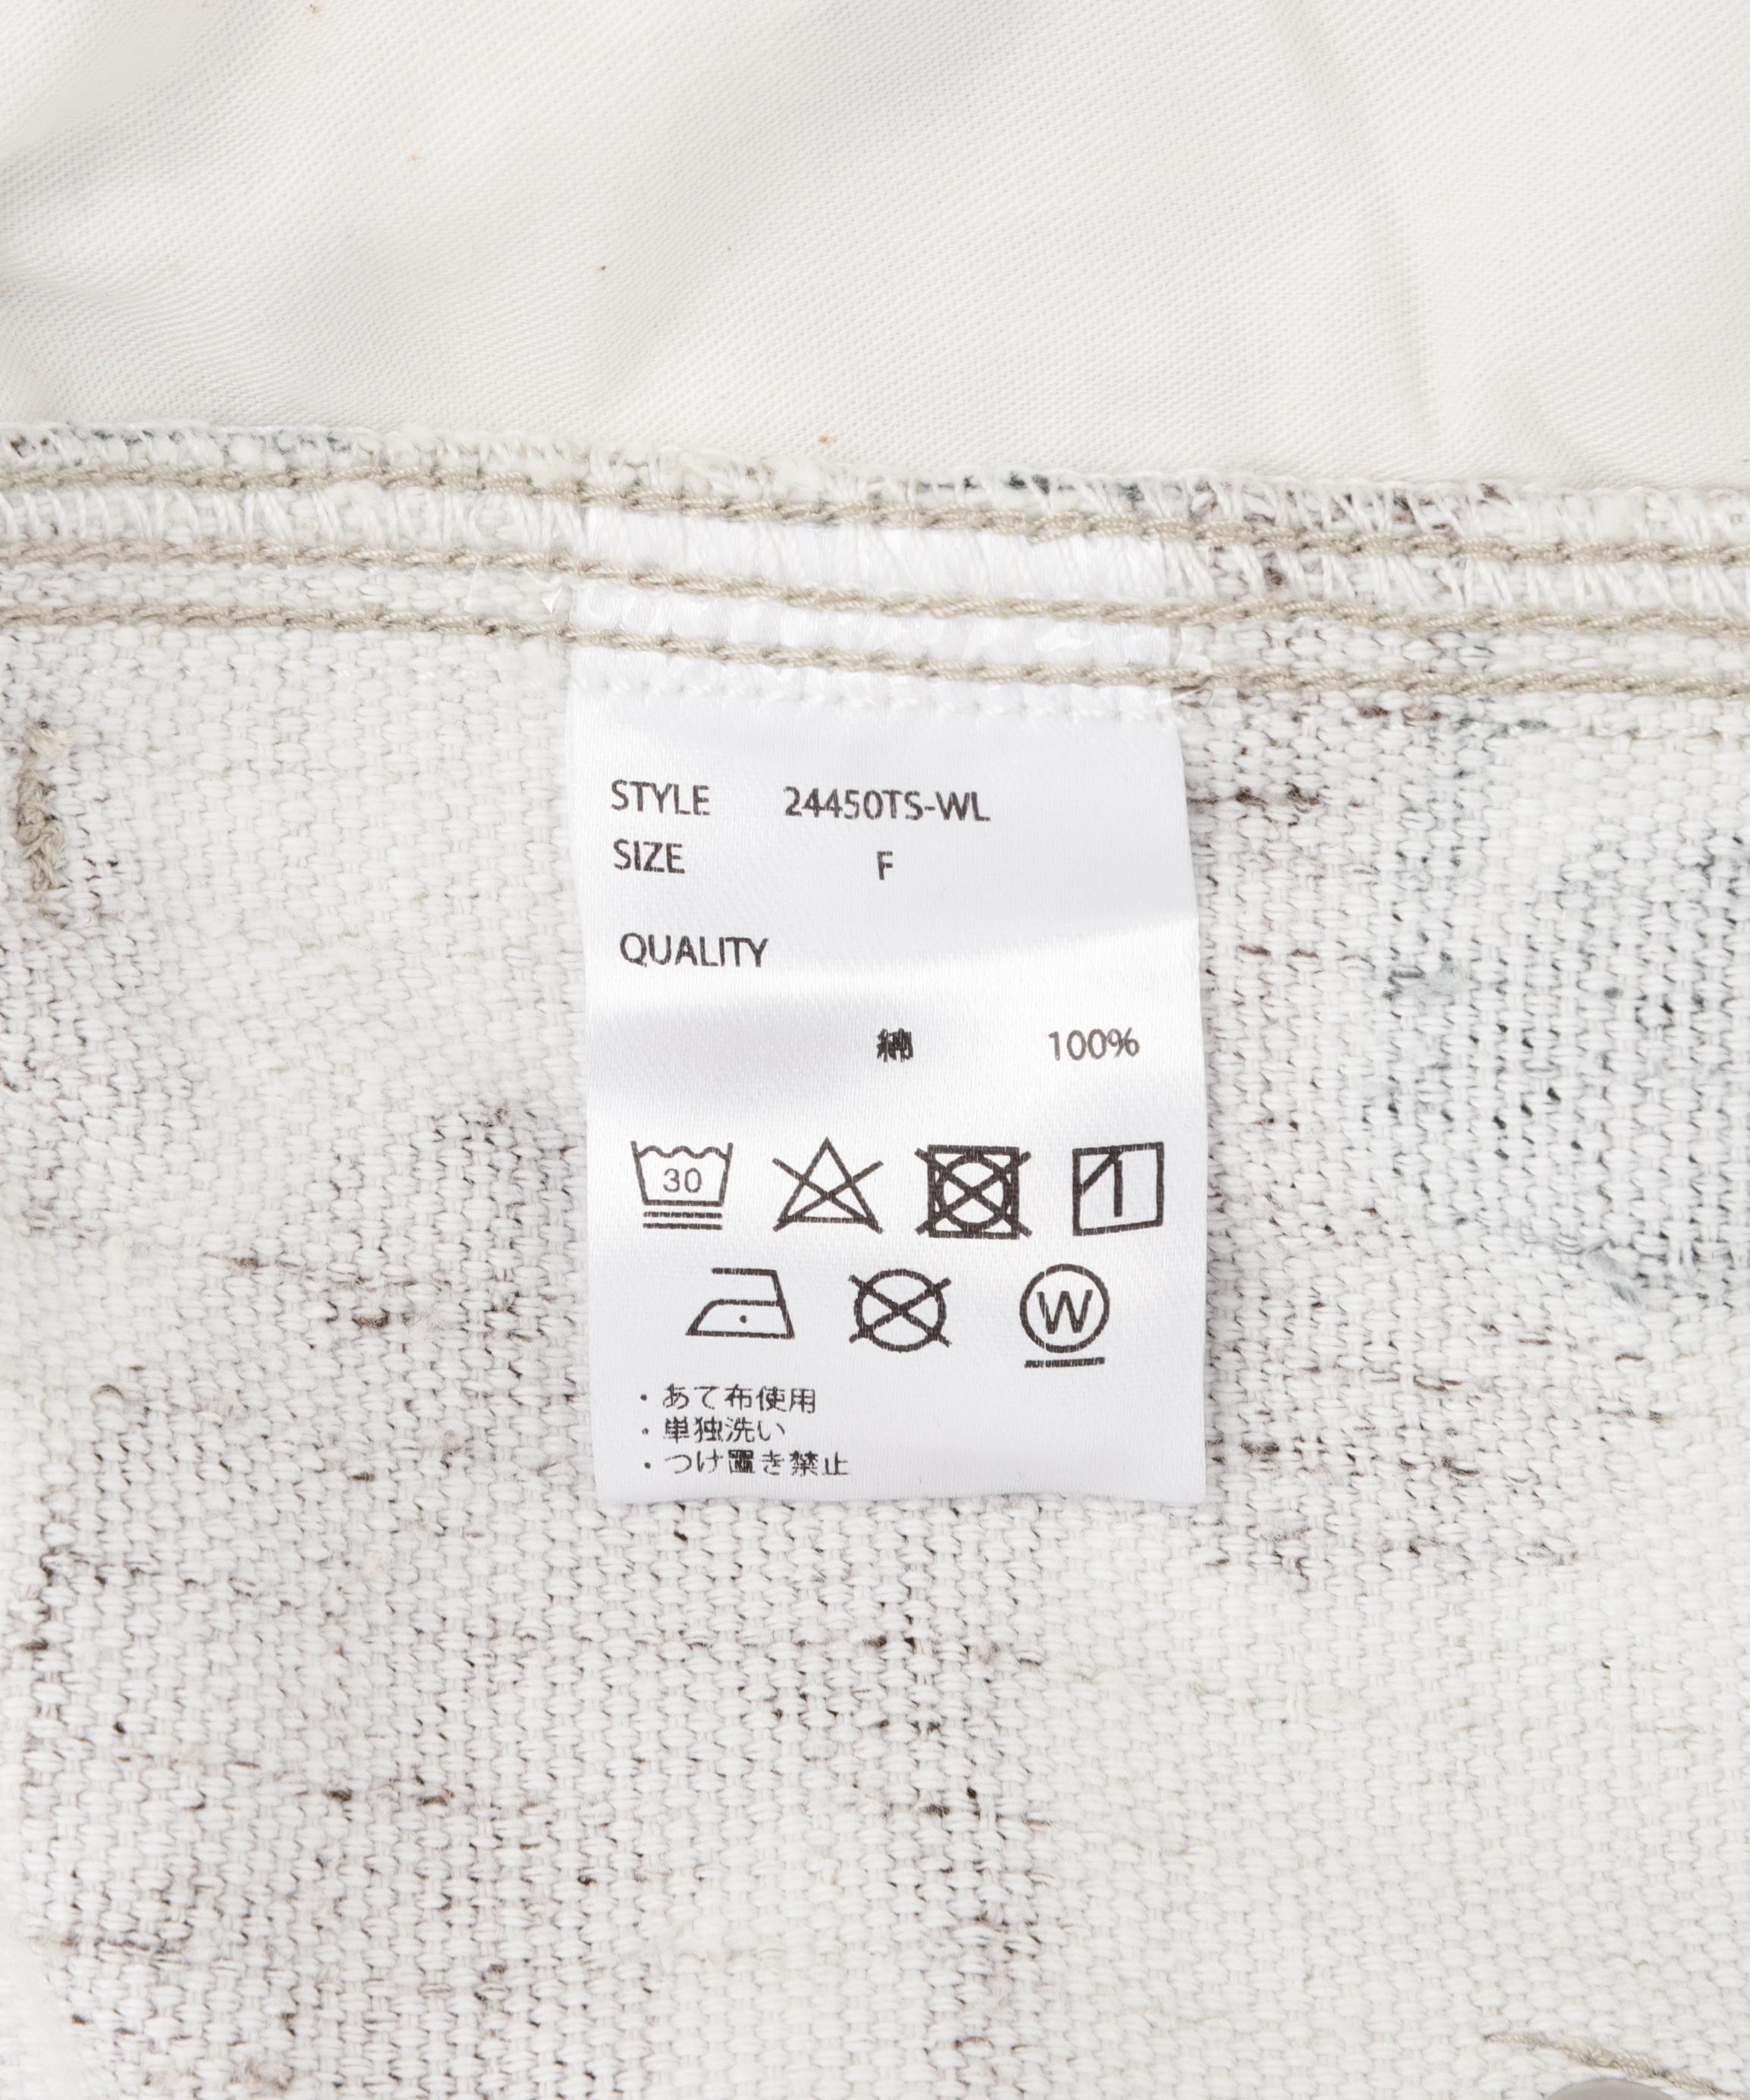 STYLE 24450TS-WL
SIZE F
QUALITY
綿 100%
30
W
・あて布使用
・単独洗い
・つけ置き禁止